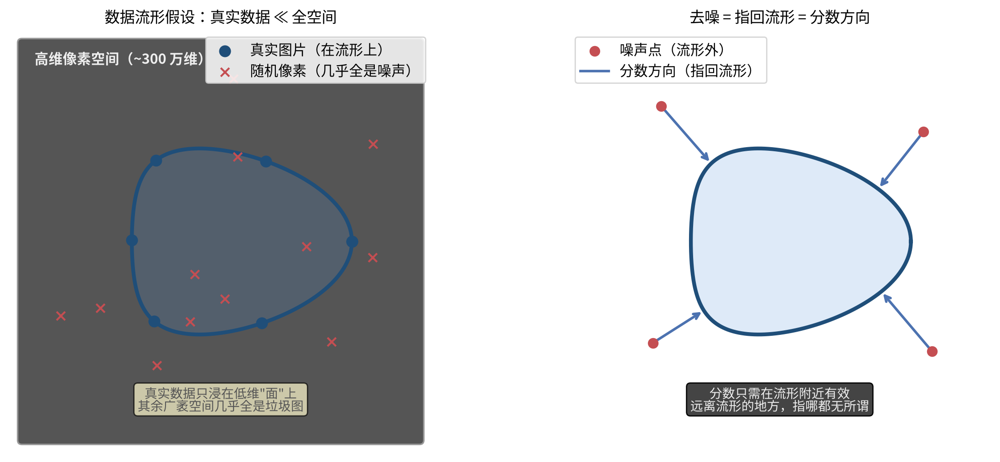 数据流形假设：真实数据 ≪ 全空间
高维像素空间（~300 万维）
真实图片（在流形上）
随机像素（几乎全是噪声）
真实数据只浸在低维"面"上
其余广袤空间几乎全是垃圾图
去噪 = 指回流形 = 分数方向
噪声点（流形外）
分数方向（指回流形）
分数只需在流形附近有效
远离流形的地方，指哪都无所谓